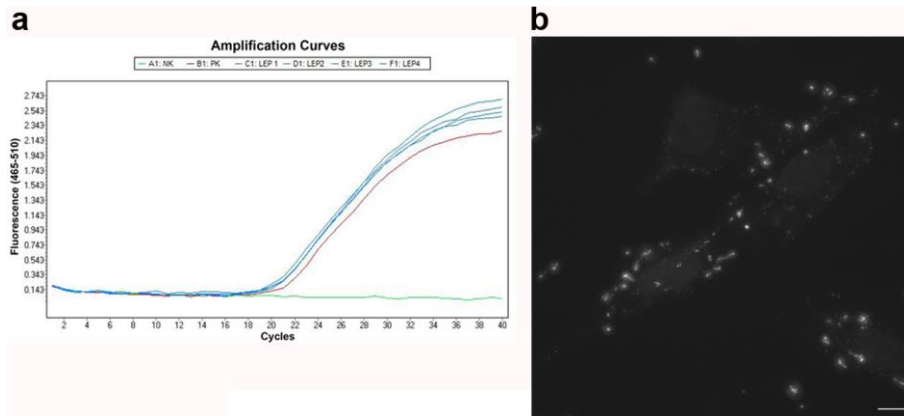 a
b
Amplification Curves
A1: NK B1: PK C1: LEP 1 D1: LEP2 E1: LEP3 F1: LEP4
Fluorescence (465-510)
2.743
2.543
2.343
2.143
1.943
1.743
1.543
1.343
1.143
0.943
0.743
0.543
0.343
0.143
2 4 6 8 10 12 14 16 18 20 22 24 26 28 30 32 34 36 38 40
Cycles